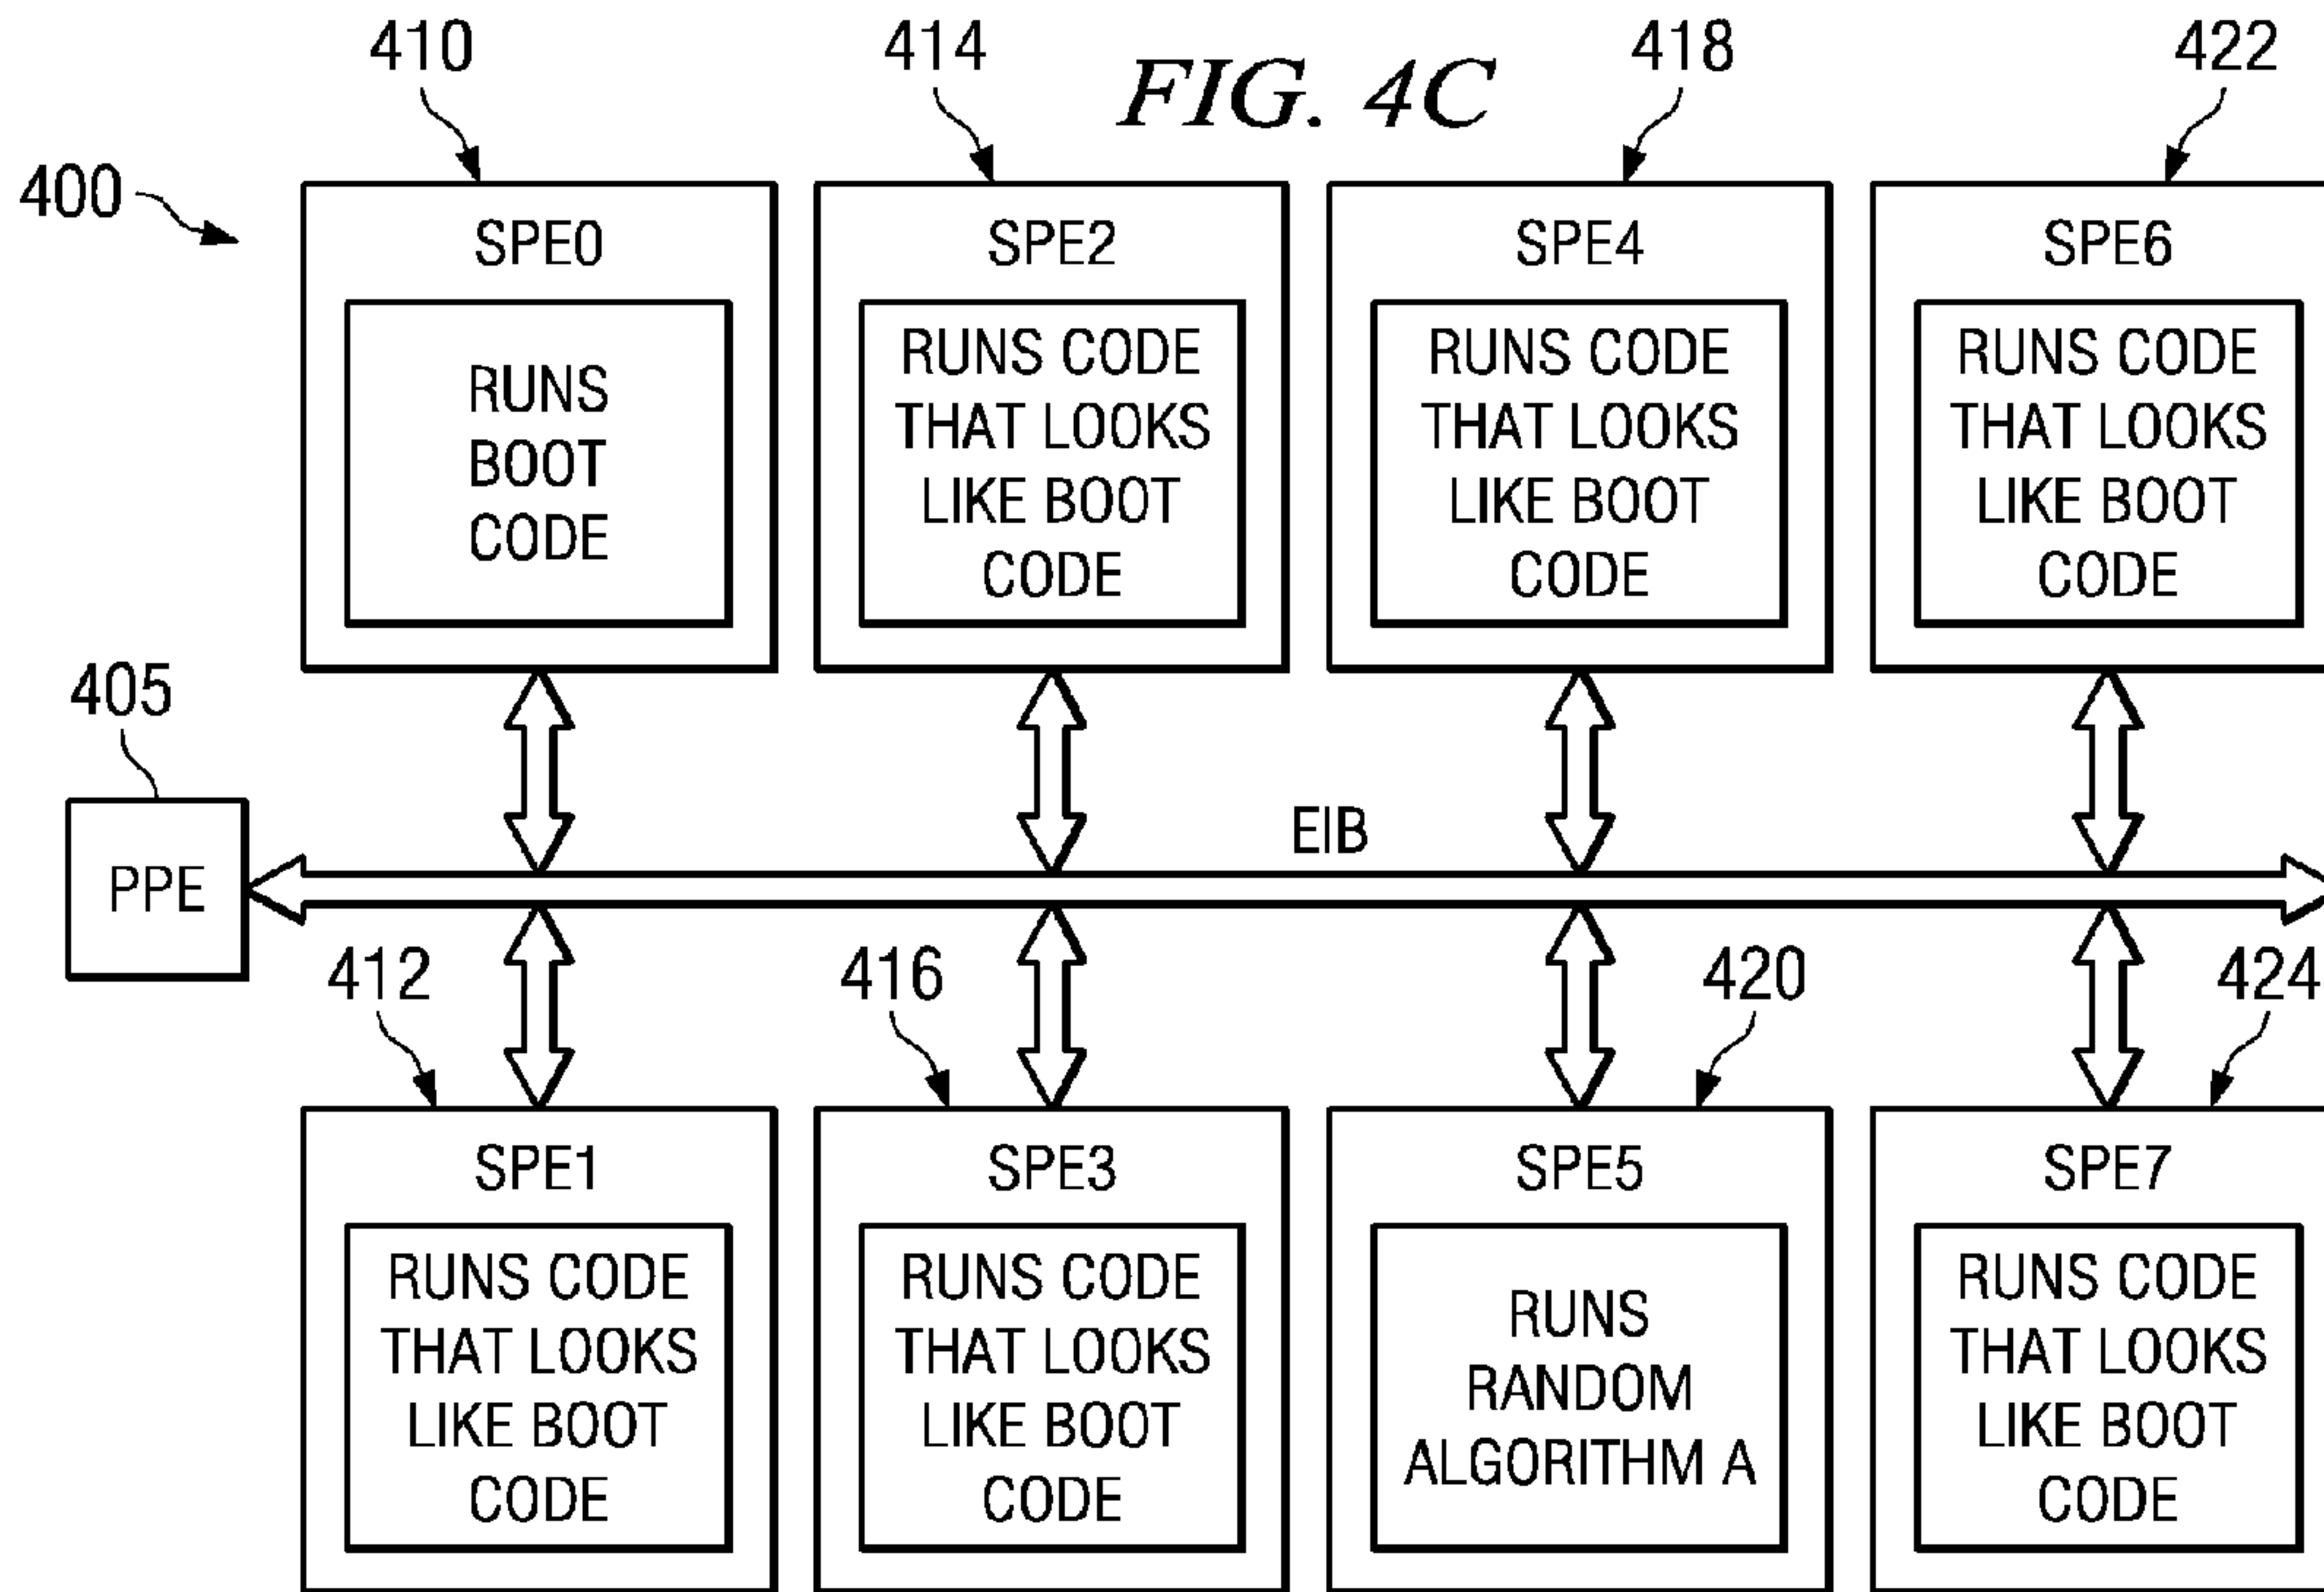 410
414
418
422
FIG. 4C
400
SPE0
RUNS
BOOT
CODE
SPE2
RUNS CODE
THAT LOOKS
LIKE BOOT
CODE
SPE4
RUNS CODE
THAT LOOKS
LIKE BOOT
CODE
SPE6
RUNS CODE
THAT LOOKS
LIKE BOOT
CODE
405
PPE
EIB
412
416
420
424
SPE1
RUNS CODE
THAT LOOKS
LIKE BOOT
CODE
SPE3
RUNS CODE
THAT LOOKS
LIKE BOOT
CODE
SPE5
RUNS
RANDOM
ALGORITHM A
SPE7
RUNS CODE
THAT LOOKS
LIKE BOOT
CODE